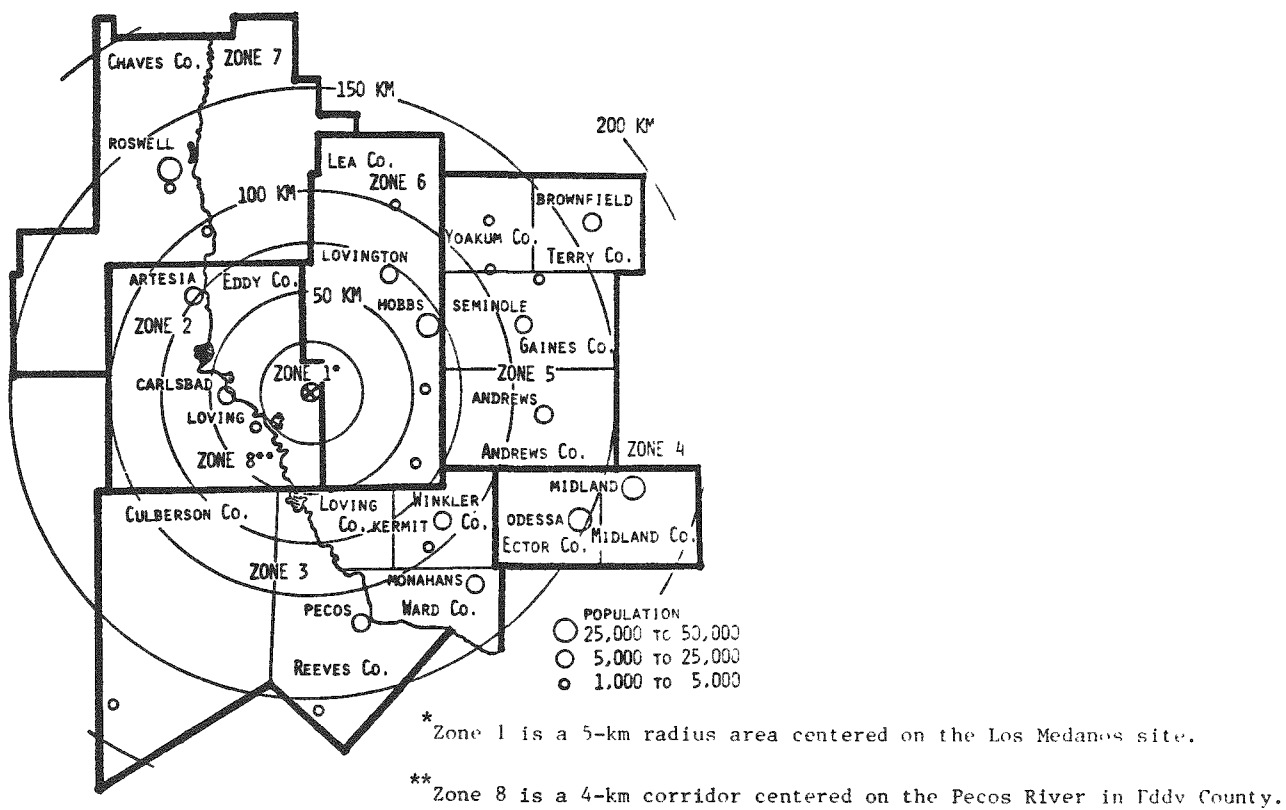 CHAVES CO.
ZONE 7
150 KM
200 KM
ROSWELL
LEA CO.
ZONE 6
100 KM
BROWNFIELD
YOAKUM CO.
TERRY CO.
LOVINGTON
ARTESIA
EDDY CO.
50 KM
HOBBS
SEMINOLE
ZONE 2
GAINES CO.
ZONE 1*
ZONE 5
CARLSBAD
ANDREWS
LOVING
ZONE 8**
ANDREWS CO.
ZONE 4
MIDLAND
CULBERSON CO.
LOVING
CO.
WINKLER
CO.
KERMIT
ODESSA
ECTOR CO.
MIDLAND CO.
ZONE 3
MONAHANS
PECOS
WARD CO.
REEVES CO.
POPULATION
25,000 TO 50,000
5,000 TO 25,000
1,000 TO 5.000
*Zone 1 is a 5-km radius area centered on the Los Medanos site.
**Zone 8 is a 4-km corridor centered on the Pecos River in Eddy County.